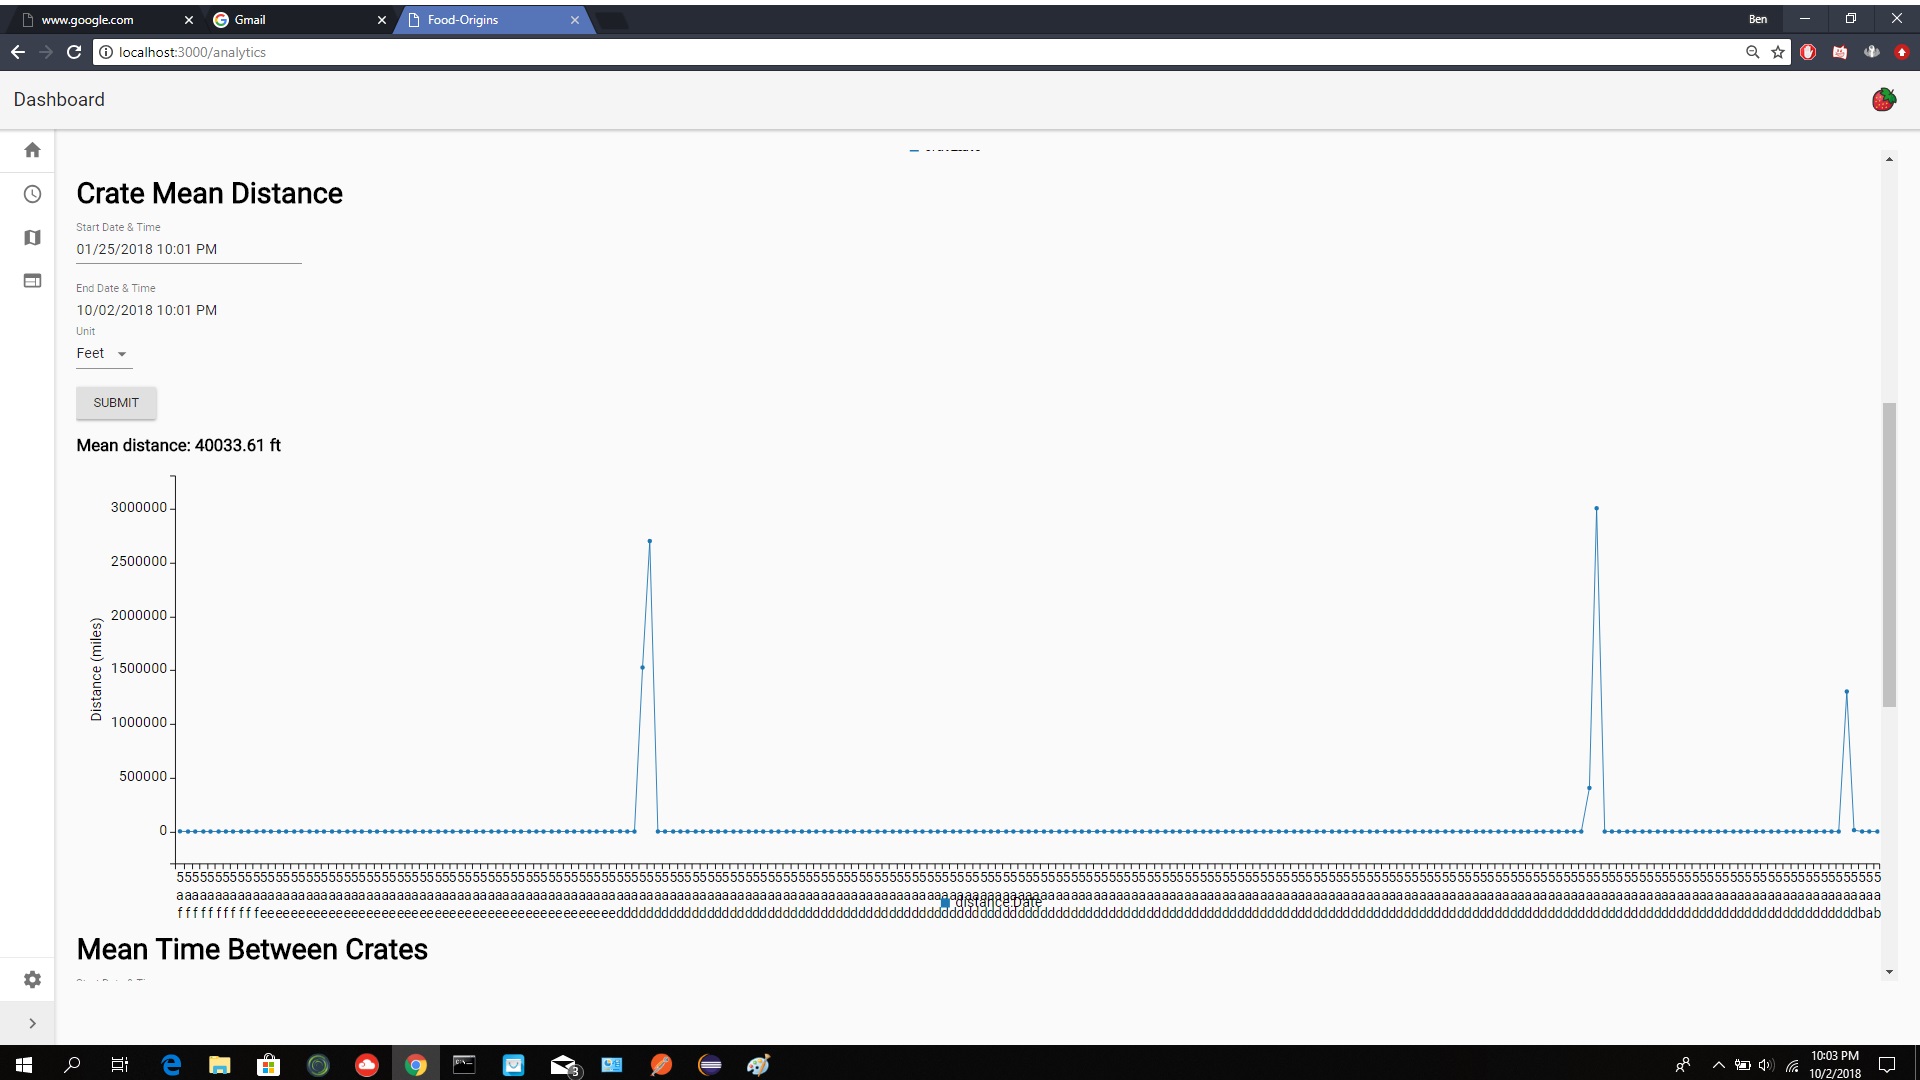 www.google.com
Gmail
Food-Origins
Ben
localhost:3000/analytics
Dashboard
Crate Mean Distance
Start Date & Time
01/25/2018 10:01 PM
End Date & Time
10/02/2018 10:01 PM
Unit
Feet
SUBMIT
Mean distance: 40033.61 ft
3000000
2500000
2000000
1500000
1000000
500000
0
Distance (miles)
distance.Date
Mean Time Between Crates
3
10:03 PM
10/2/2018